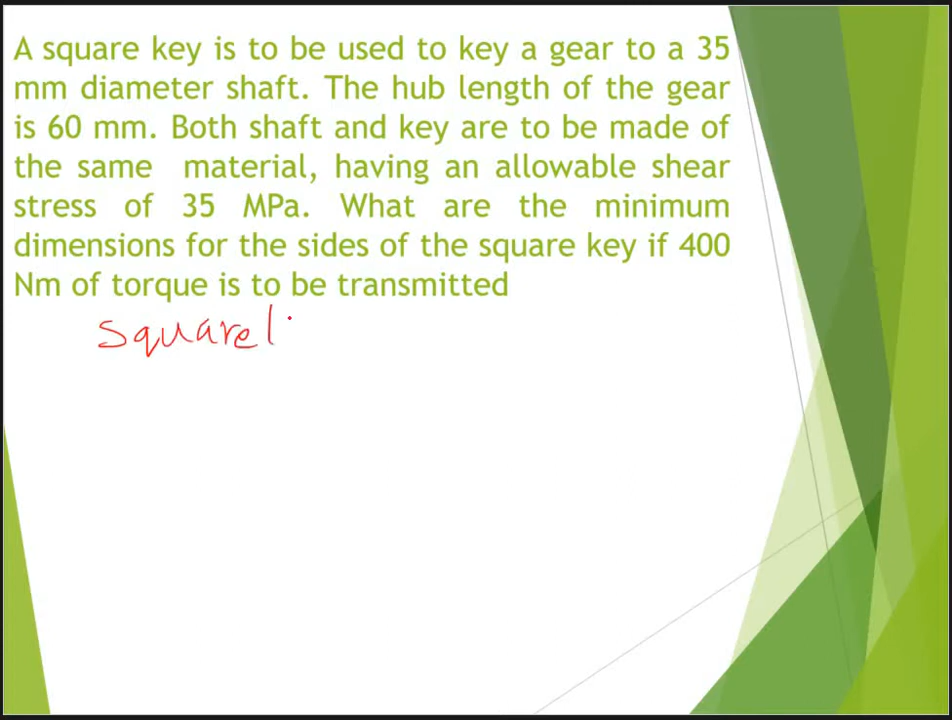 A square key is to be used to key a gear to a 35
mm diameter shaft. The hub length of the gear
is 60 mm. Both shaft and key are to be made of
the same material, having an allowable shear
stress of 35 MPa. What are the minimum
dimensions for the sides of the square key if 400
Nm of torque is to be transmitted
square